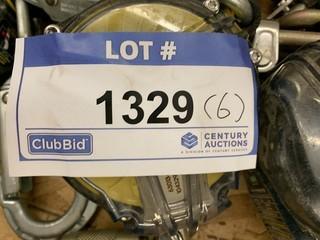 LOT #
1329 (6)
ClubBid
CENTURY
AUCTIONS
A DIVISION OF CENTURY SERVICES